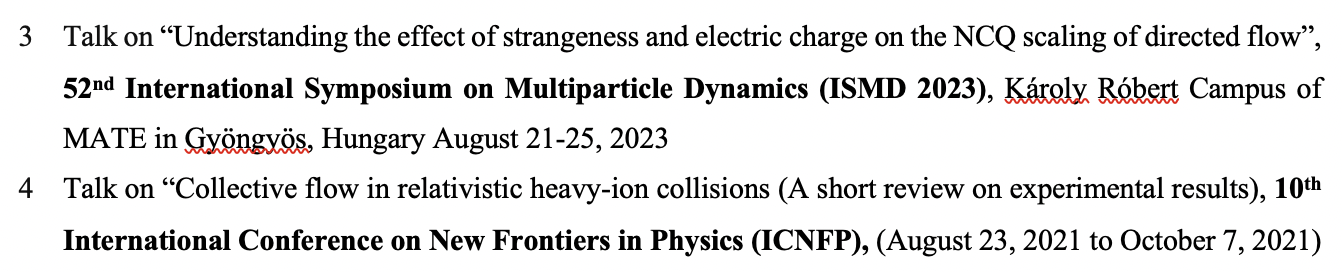 3 Talk on “Understanding the effect of strangeness and electric charge on the NCQ scaling of directed flow”,
52nd International Symposium on Multiparticle Dynamics (ISMD 2023), Károly Róbert Campus of
MATE in Gyöngyös, Hungary August 21-25, 2023
4 Talk on “Collective flow in relativistic heavy-ion collisions (A short review on experimental results), 10th
International Conference on New Frontiers in Physics (ICNFP), (August 23, 2021 to October 7, 2021)